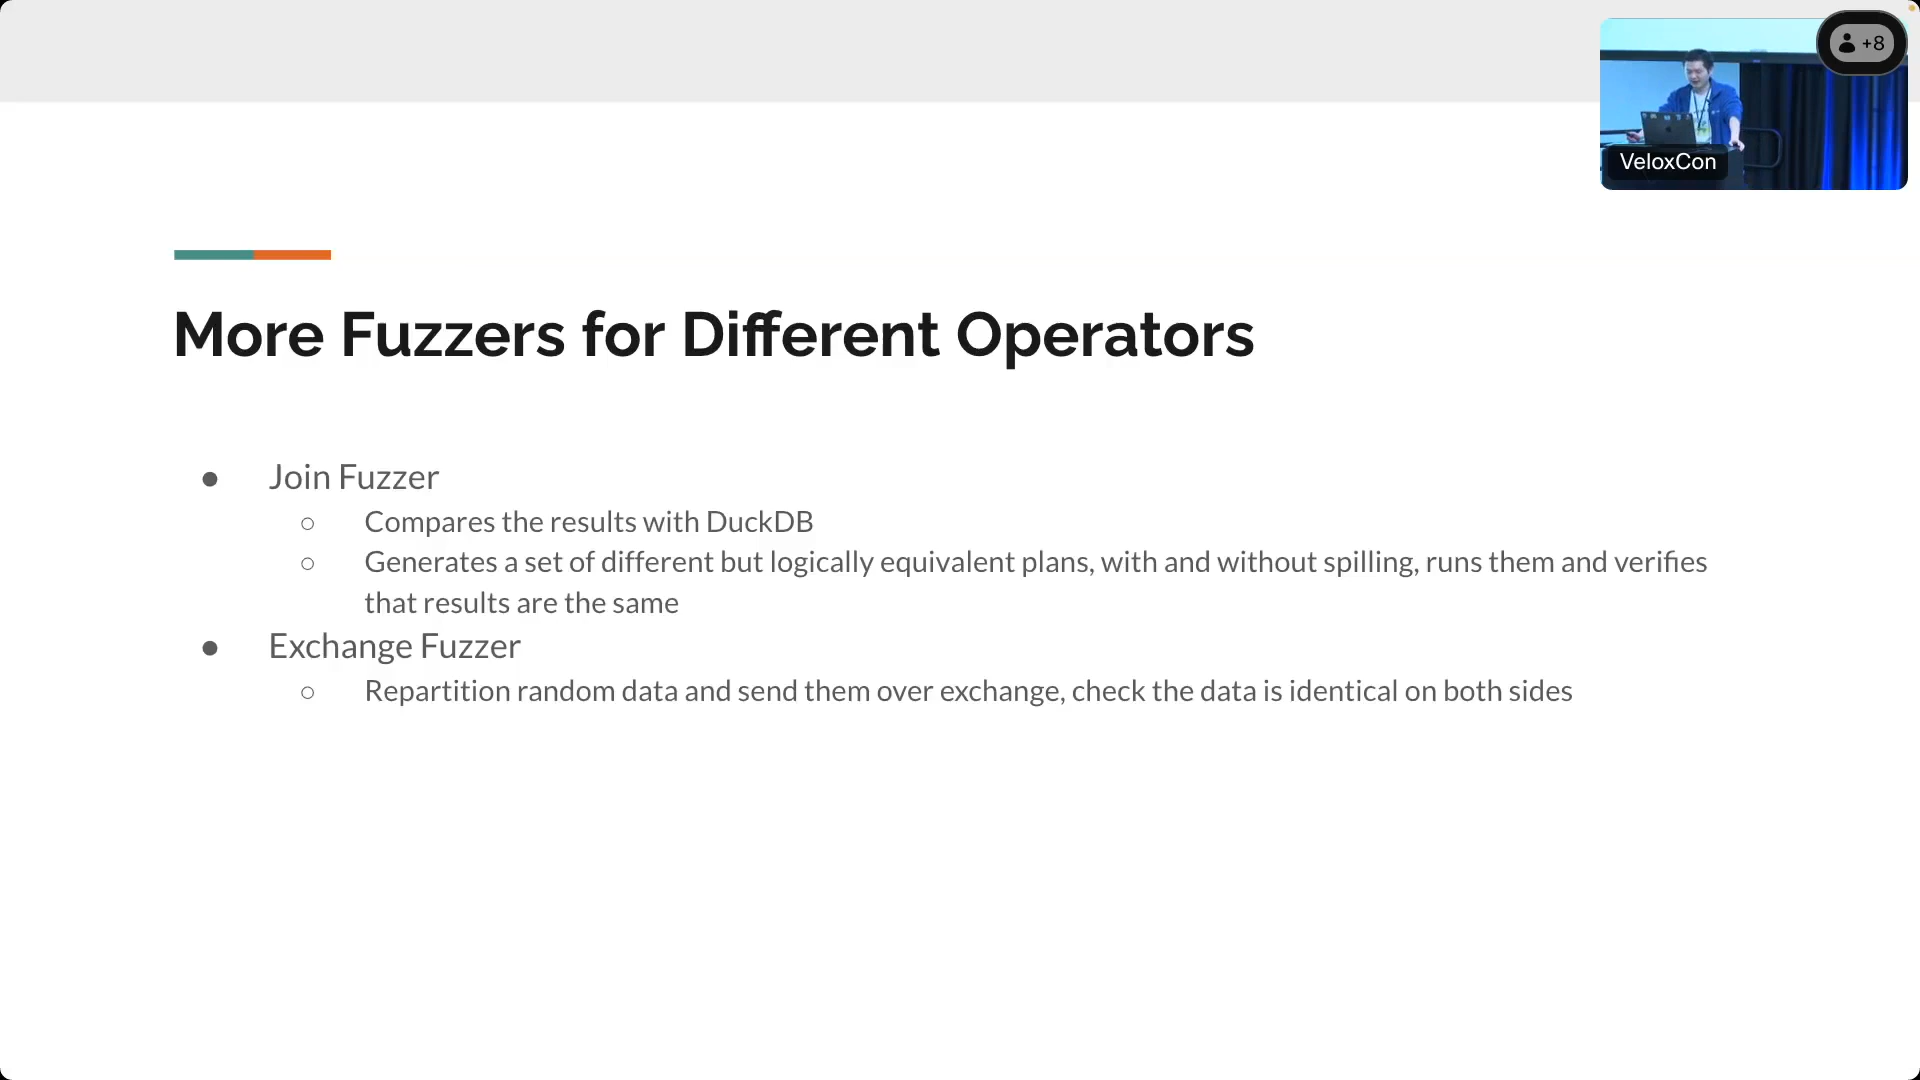 +8
VeloxCon
More Fuzzers for Different Operators
● Join Fuzzer
○ Compares the results with DuckDB
○ Generates a set of different but logically equivalent plans, with and without spilling, runs them and verifies
that results are the same
● Exchange Fuzzer
○ Repartition random data and send them over exchange, check the data is identical on both sides